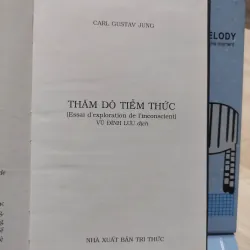 CARL GUSTAV JUNG
THĂM DÒ TIỀM THỨC
(Essai d'exploration de l'inconscient)
VŨ ĐÌNH LƯU dịch
NHÀ XUẤT BẢN TRI THỨC
ELODY